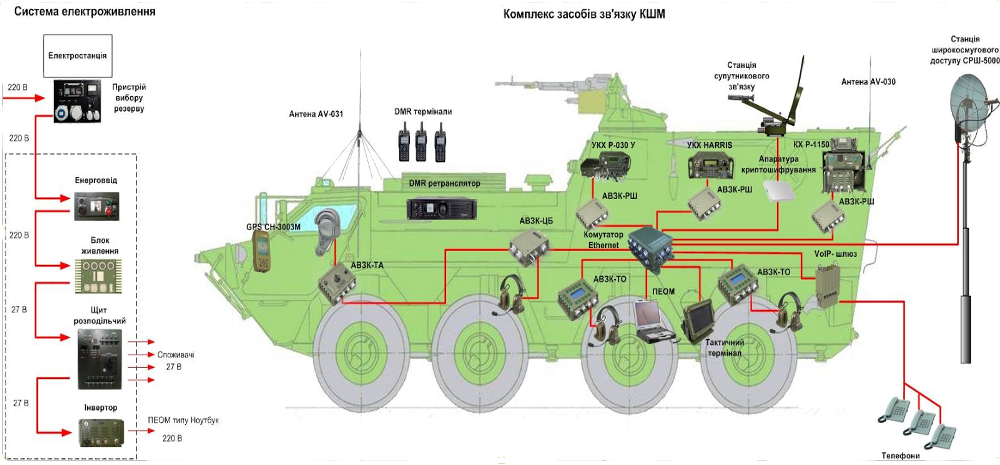 Система електроживлення
Комплекс засобів зв'язку КШМ
Електростанція
220 В
Пристрій
вибору
резерву
220 В
Енерговвід
220 В
Блок
живлення
27 В
Щит
розподільчий
Споживачі
27 В
27 В
Інвертор
ПЕОМ типу Ноутбук
220 В
Антена AV-031
DMR термінали
DMR ретранслятор
GPS СН-3003М
АВЗК-ТА
АВЗК-ЦБ
УКХ Р-030 У
АВЗК-РШ
Комутатор
Ethernet
УКХ HARRIS
АВЗК-РШ
Станція
супутникового
зв'язку
Апаратура
криптошифрування
Антена AV-030
КХ Р-1150
АВЗК-РШ
Станція
широкосмугового
доступу СРШ-5000
АВЗК-ТО
ПЕОМ
Тактичний
термінал
АВЗК-ТО
VoIP- шлюз
Телефони